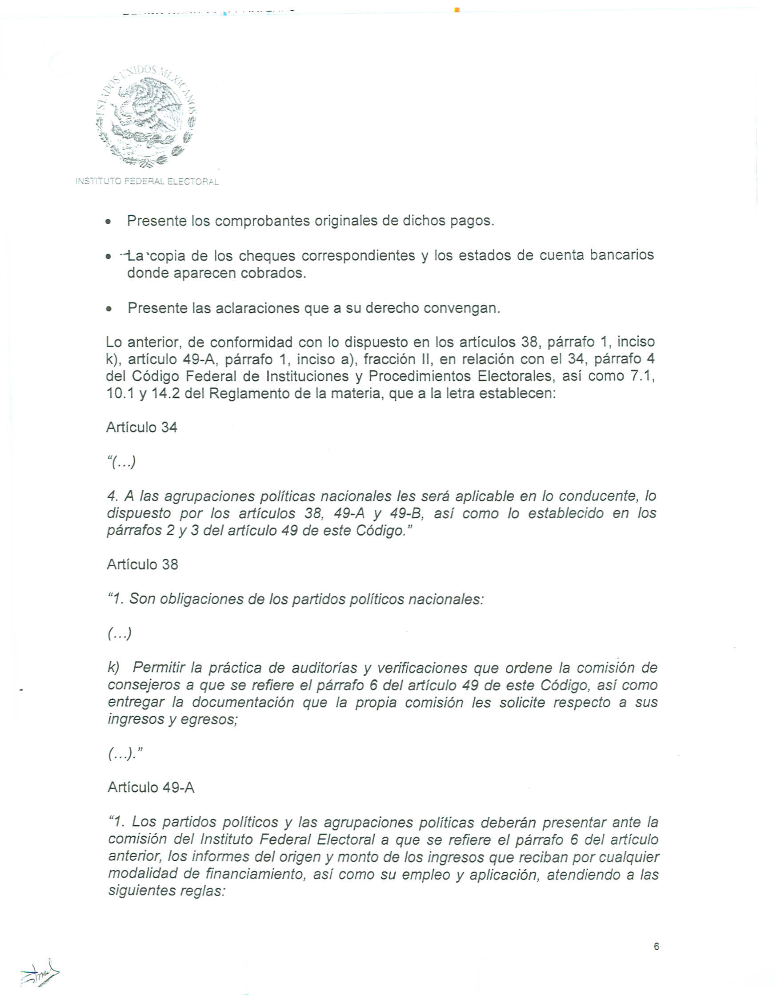 ESTADOS UNIDOS MEXICANOS
INSTITUTO FEDERAL ELECTORAL
• Presente los comprobantes originales de dichos pagos.
• La copia de los cheques correspondientes y los estados de cuenta bancarios
donde aparecen cobrados.
• Presente las aclaraciones que a su derecho convengan.
Lo anterior, de conformidad con lo dispuesto en los artículos 38, párrafo 1, inciso
k), artículo 49-A, párrafo 1, inciso a), fracción II, en relación con el 34, párrafo 4
del Código Federal de Instituciones y Procedimientos Electorales, así como 7.1,
10.1 y 14.2 del Reglamento de la materia, que a la letra establecen:
Artículo 34
“(...)
4. A las agrupaciones políticas nacionales les será aplicable en lo conducente, lo
dispuesto por los artículos 38, 49-A y 49-B, así como lo establecido en los
párrafos 2 y 3 del artículo 49 de este Código.”
Artículo 38
“1. Son obligaciones de los partidos políticos nacionales:
(...)
k) Permitir la práctica de auditorías y verificaciones que ordene la comisión de
consejeros a que se refiere el párrafo 6 del artículo 49 de este Código, así como
entregar la documentación que la propia comisión les solicite respecto a sus
ingresos y egresos;
(...).”
Artículo 49-A
“1. Los partidos políticos y las agrupaciones políticas deberán presentar ante la
comisión del Instituto Federal Electoral a que se refiere el párrafo 6 del artículo
anterior, los informes del origen y monto de los ingresos que reciban por cualquier
modalidad de financiamiento, así como su empleo y aplicación, atendiendo a las
siguientes reglas:
6